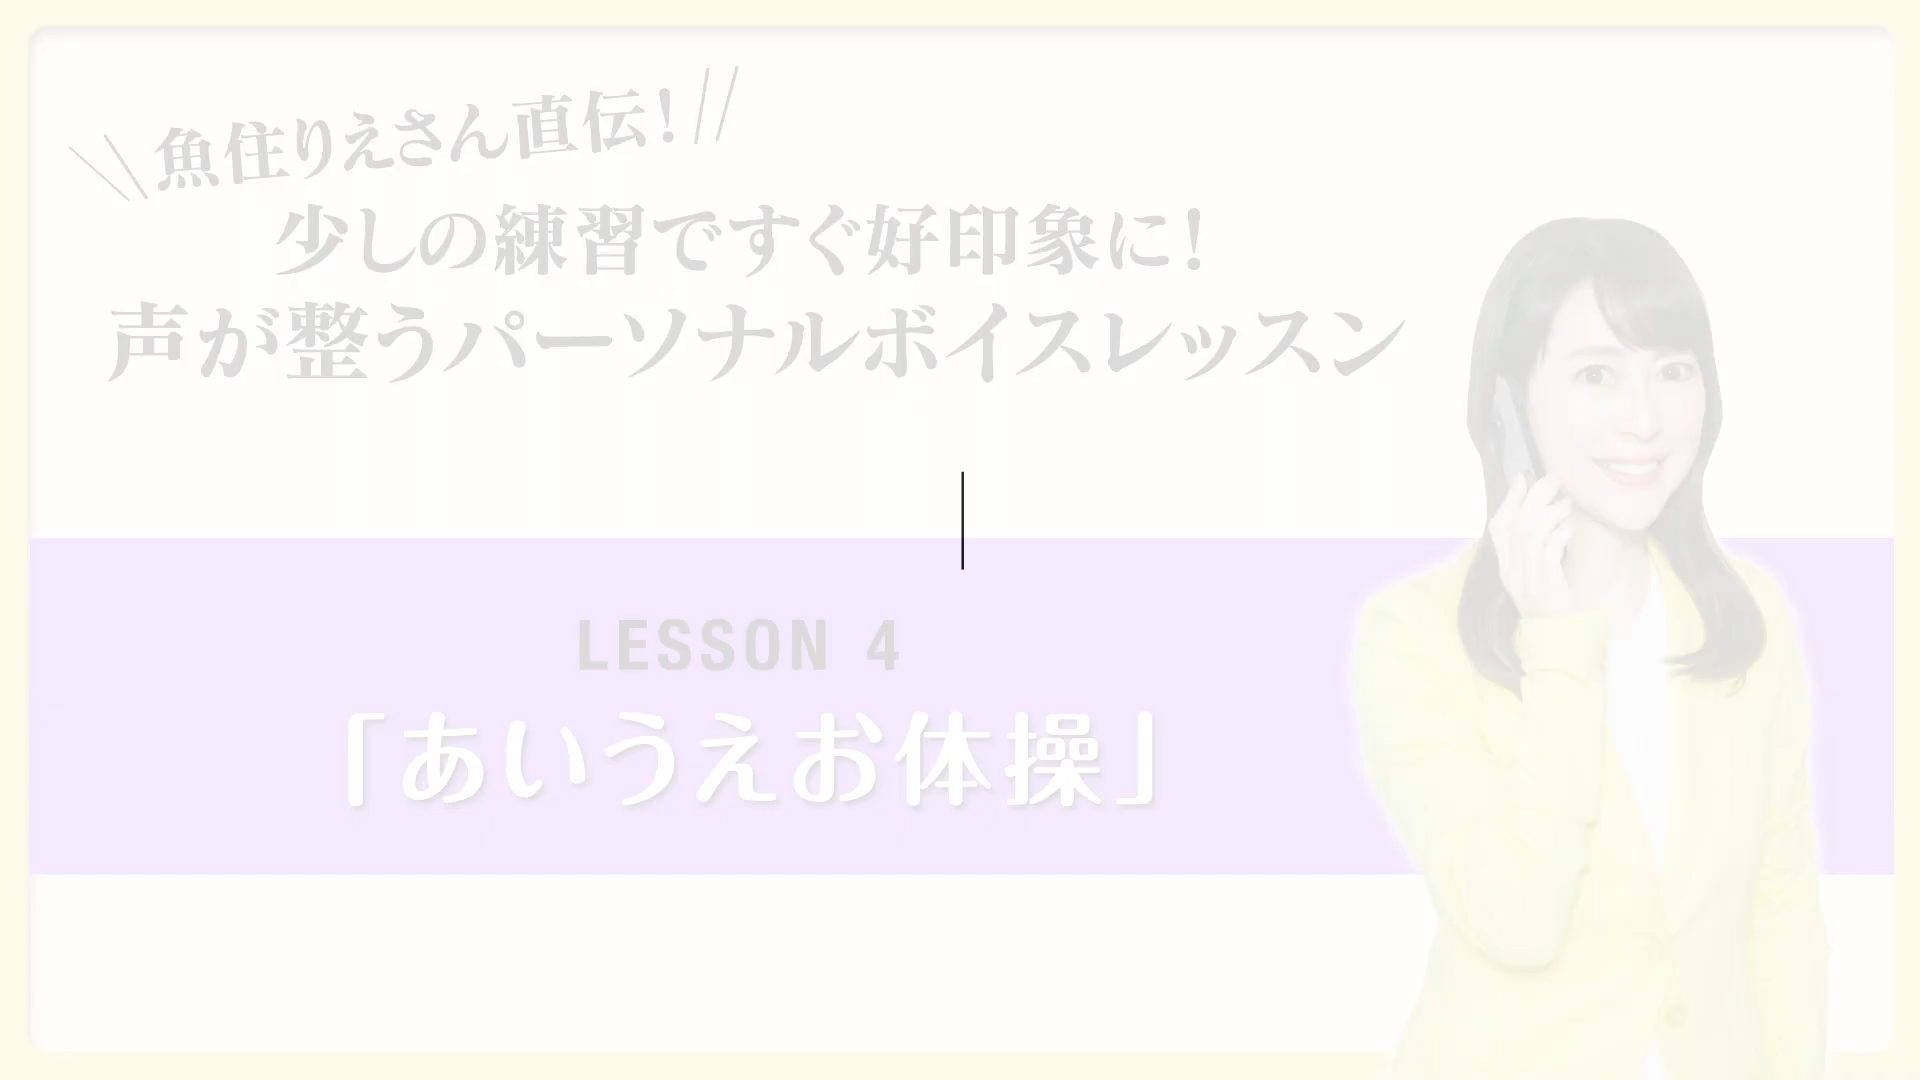 魚住りえさん直伝！
少しの練習ですぐ好印象に！
声が整うパーソナルボイスレッスン
LESSON 4
「あいうえお体操」